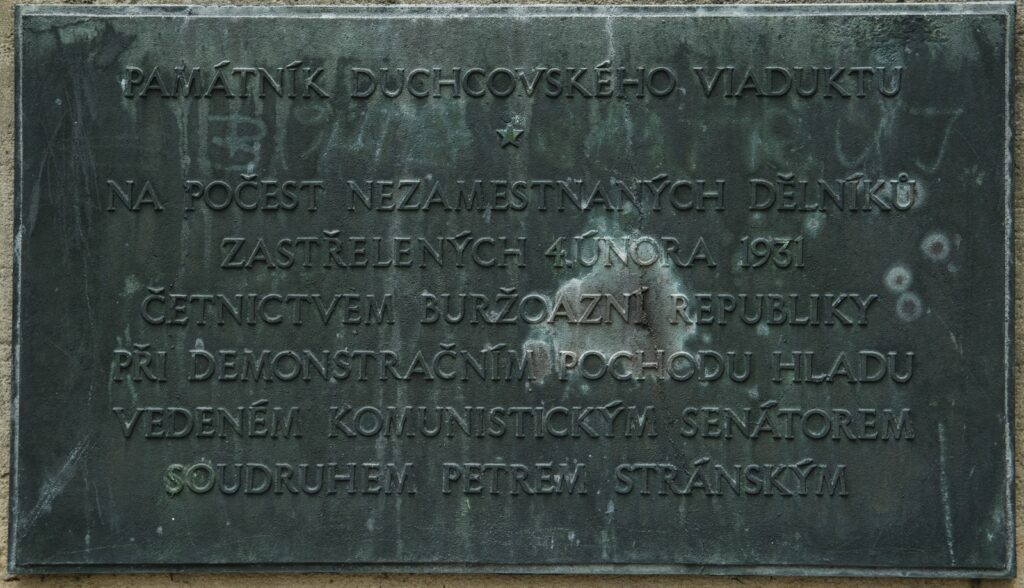 PAMÁTNÍK DUCHCOVSKÉHO VIADUKTU
NA POČEST NEZAMESTNANÝCH DĚLNÍKŮ
ZASTŘELENÝCH 4.ÚNORA 1931
ČETNICTVEM BURŽOAZNÍ REPUBLIKY
PŘI DEMONSTRAČNÍM POCHODU HLADU
VEDENÉM KOMUNISTICKÝM SENÁTOREM
SOUDRUHEM PETREM STRÁNSKÝM